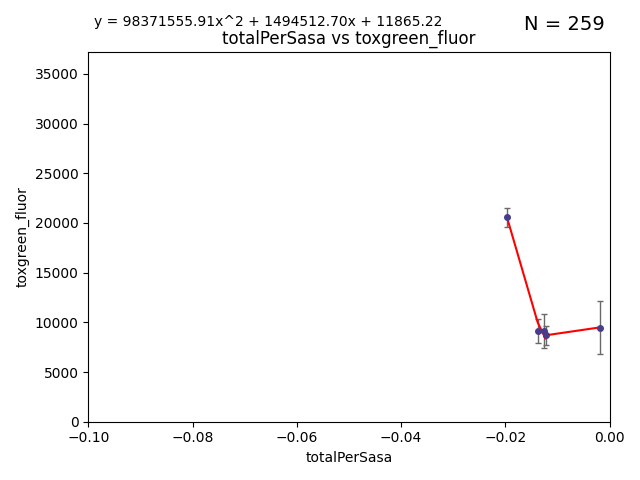 y = 98371555.91x^2 + 1494512.70x + 11865.22
N = 259
totalPerSasa vs toxgreen_fluor
35000
30000
25000
20000
15000
10000
5000
0
toxgreen_fluor
−0.10
−0.08
−0.06
−0.04
−0.02
0.00
totalPerSasa